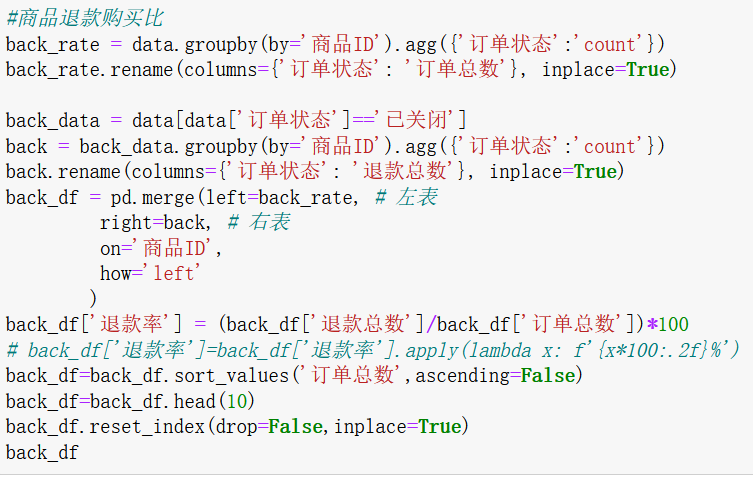 #商品退款购买比
back_rate = data.groupby(by='商品ID').agg({'订单状态':'count'})
back_rate.rename(columns={'订单状态': '订单总数'}, inplace=True)

back_data = data[data['订单状态']=='已关闭']
back = back_data.groupby(by='商品ID').agg({'订单状态':'count'})
back.rename(columns={'订单状态': '退款总数'}, inplace=True)
back_df = pd.merge(left=back_rate, # 左表
         right=back, # 右表
         on='商品ID',
         how='left'
        )
back_df['退款率'] = (back_df['退款总数']/back_df['订单总数'])*100
# back_df['退款率']=back_df['退款率'].apply(lambda x: f'{x*100:.2f}%')
back_df=back_df.sort_values('订单总数',ascending=False)
back_df=back_df.head(10)
back_df.reset_index(drop=False,inplace=True)
back_df